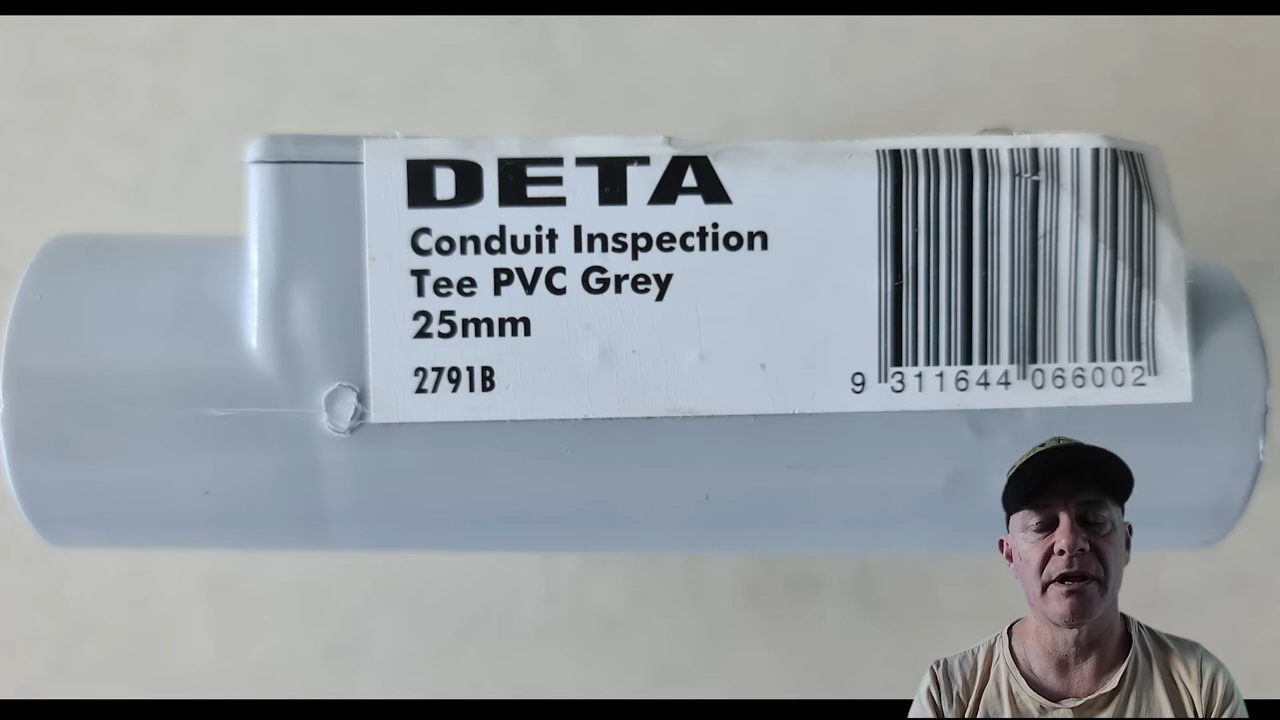 DETA
Conduit Inspection
Tee PVC Grey
25mm
2791B
9 311644 066002